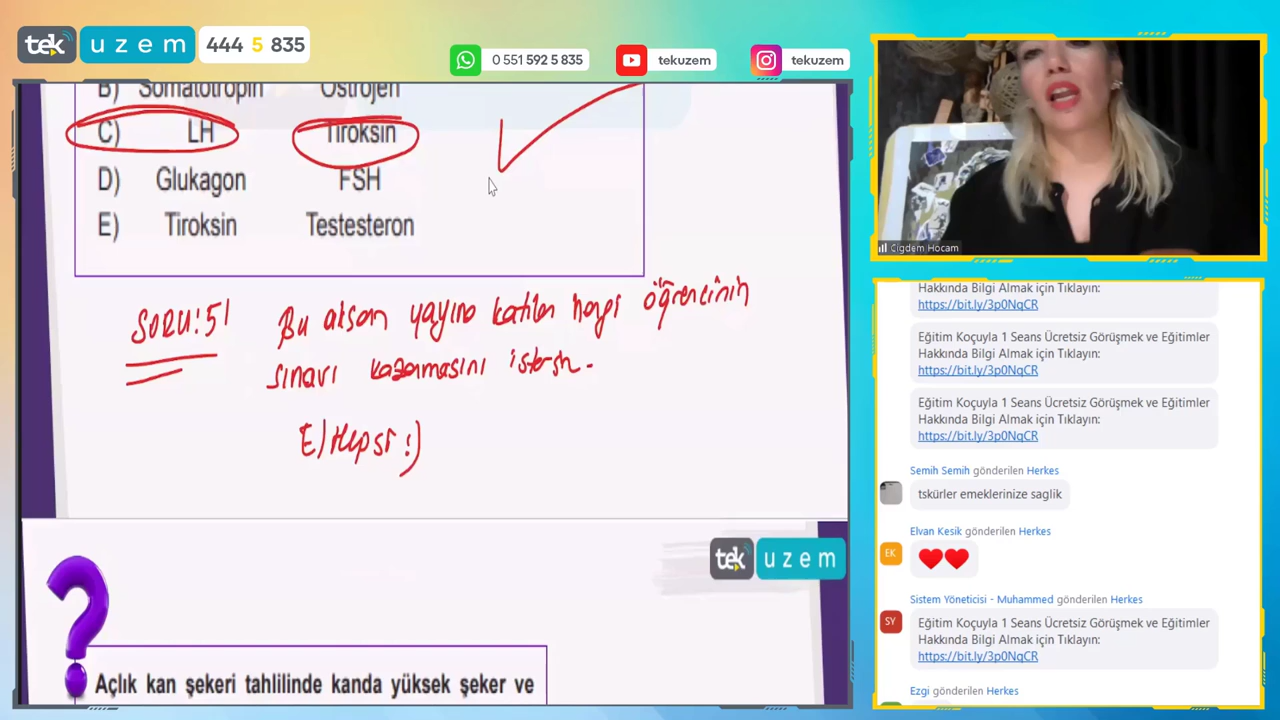 tek uzem 444 5 835
0 551 592 5 835 tekuzem tekuzem
B) Somatotropin Östrojen
C) LH Tiroksin
D) Glukagon FSH
E) Tiroksin Testesteron
SORU:51 Bu akşam yayına katılan hangi öğrencinin
sınavı kazanmasını istersin.
E) Hepsi :)
tek uzem
Açlık kan şekeri tahlilinde kanda yüksek şeker ve
Çigdem Hocam
Hakkında Bilgi Almak için Tıklayın:
https://bit.ly/3p0NqCR
Eğitim Koçuyla 1 Seans Ücretsiz Görüşmek ve Eğitimler
Hakkında Bilgi Almak için Tıklayın:
https://bit.ly/3p0NqCR
Eğitim Koçuyla 1 Seans Ücretsiz Görüşmek ve Eğitimler
Hakkında Bilgi Almak için Tıklayın:
https://bit.ly/3p0NqCR
Semih Semih gönderilen Herkes
tskürler emeklerinize saglik
Elvan Kesik gönderilen Herkes
EK
Sistem Yöneticisi - Muhammed gönderilen Herkes
SY
Eğitim Koçuyla 1 Seans Ücretsiz Görüşmek ve Eğitimler
Hakkında Bilgi Almak için Tıklayın:
https://bit.ly/3p0NqCR
Ezgi gönderilen Herkes